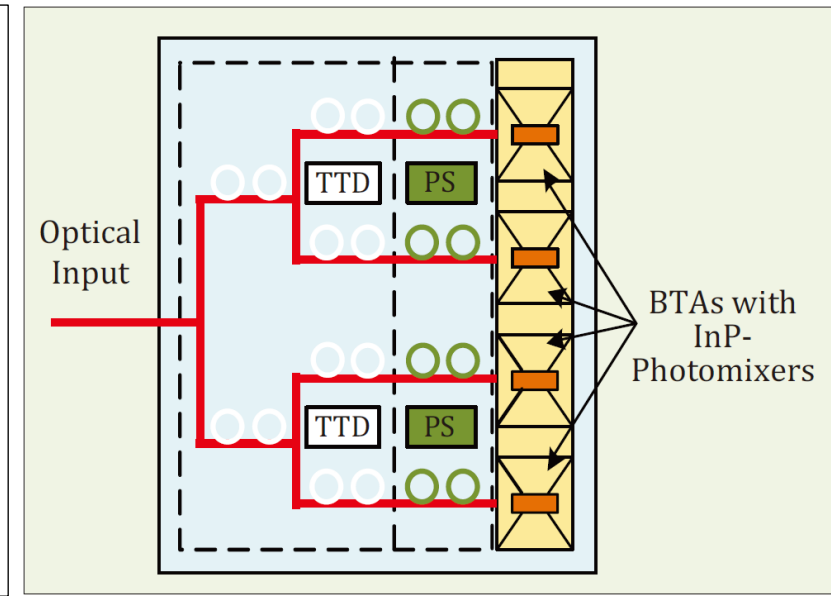 Optical
Input
TTD
PS
TTD
PS
BTAs with
InP-
Photomixers